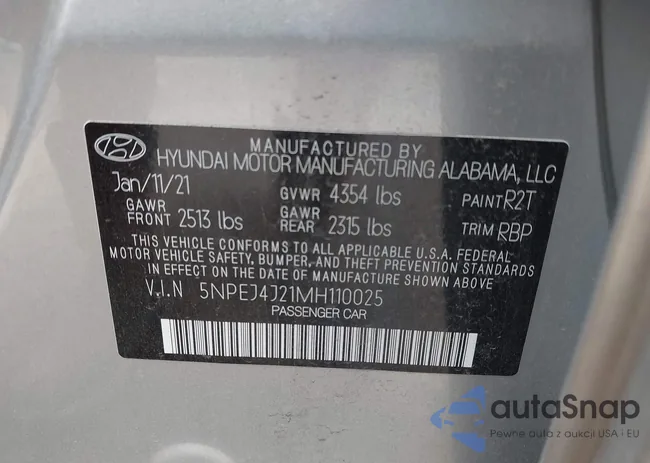 MANUFACTURED BY
HYUNDAI MOTOR MANUFACTURING ALABAMA, LLC
Jan/11/21 GVWR 4354 lbs PAINT R2T
GAWR FRONT 2513 lbs GAWR REAR 2315 lbs TRIM RBP
THIS VEHICLE CONFORMS TO ALL APPLICABLE U.S.A. FEDERAL
MOTOR VEHICLE SAFETY, BUMPER, AND THEFT PREVENTION STANDARDS
IN EFFECT ON THE DATE OF MANUFACTURE SHOWN ABOVE
V.I.N 5NPEJ4J21MH110025
PASSENGER CAR
autoSnap
Pewne auta z aukcji USA i EU